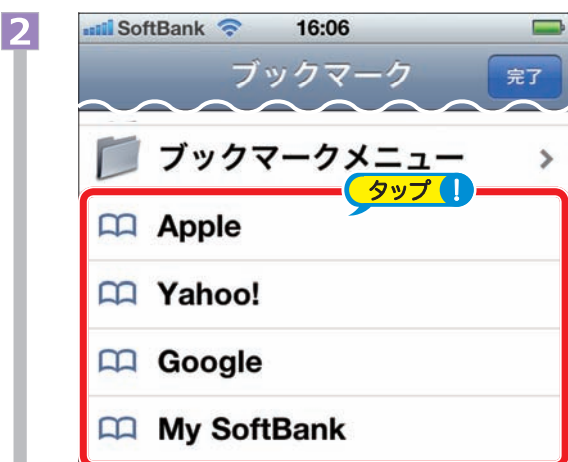 2
SoftBank 16:06
ブックマーク 完了
ブックマークメニュー
タップ !
Apple
Yahoo!
Google
My SoftBank